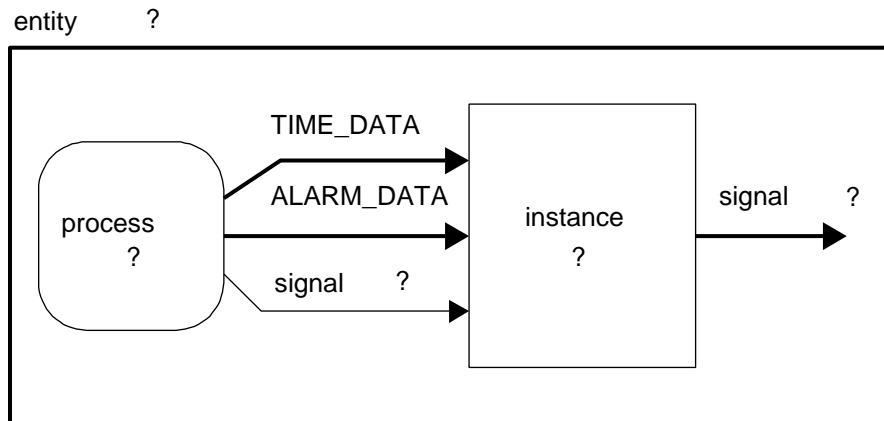 entity ?
TIME_DATA
ALARM_DATA
process
?
signal ?
instance
?
signal ?